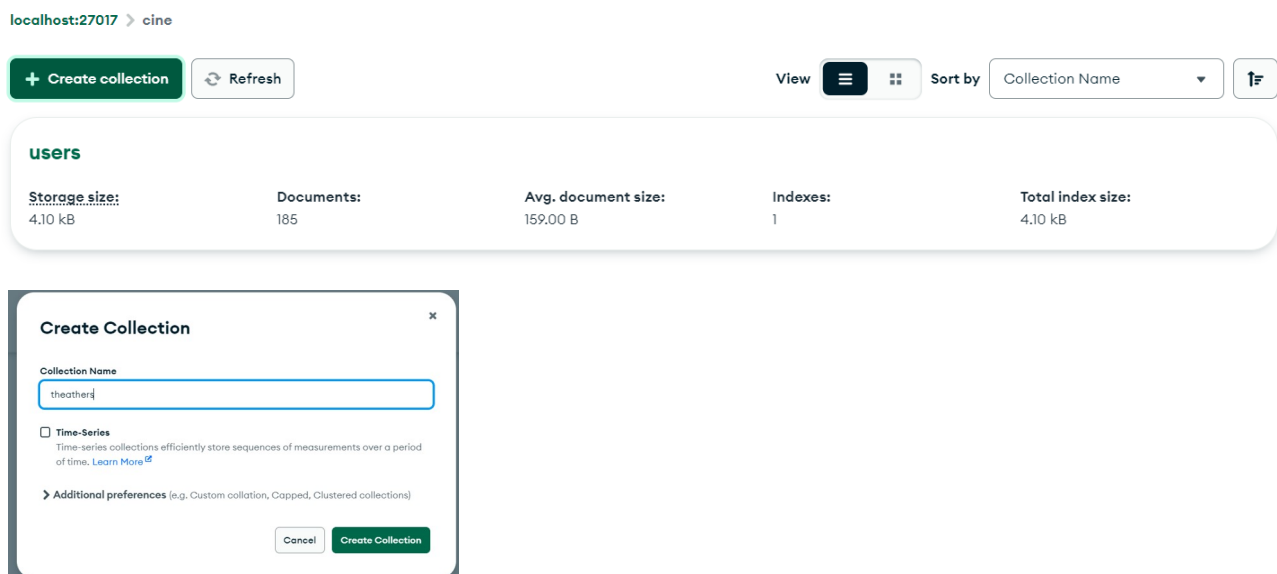 localhost:27017 > cine
+ Create collection Refresh View Sort by Collection Name
users
Storage size: Documents: Avg. document size: Indexes: Total index size:
4.10 kB 185 159.00 B 1 4.10 kB
Create Collection
Collection Name
theathers
Time-Series
Time-series collections efficiently store sequences of measurements over a period
of time. Learn More
Additional preferences (e.g. Custom collation, Capped, Clustered collections)
Cancel Create Collection